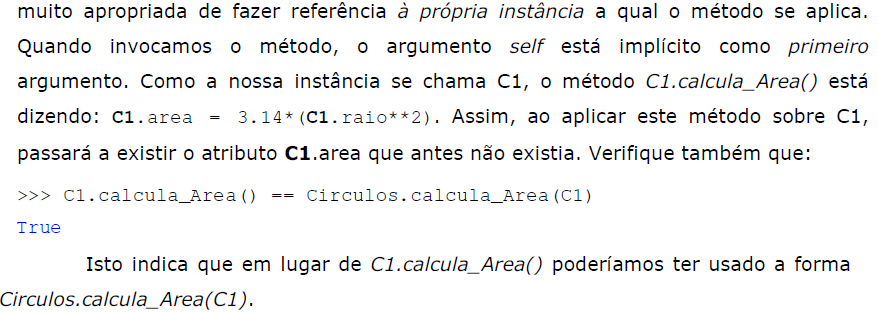 muito apropriada de fazer referência à própria instância a qual o método se aplica.
Quando invocamos o método, o argumento self está implícito como primeiro
argumento. Como a nossa instância se chama C1, o método C1.calcula_Area() está
dizendo: C1.area = 3.14*(C1.raio**2). Assim, ao aplicar este método sobre C1,
passará a existir o atributo C1.area que antes não existia. Verifique também que:
>>> C1.calcula_Area() == Circulos.calcula_Area(C1)
True
Isto indica que em lugar de C1.calcula_Area() poderíamos ter usado a forma
Circulos.calcula_Area(C1).